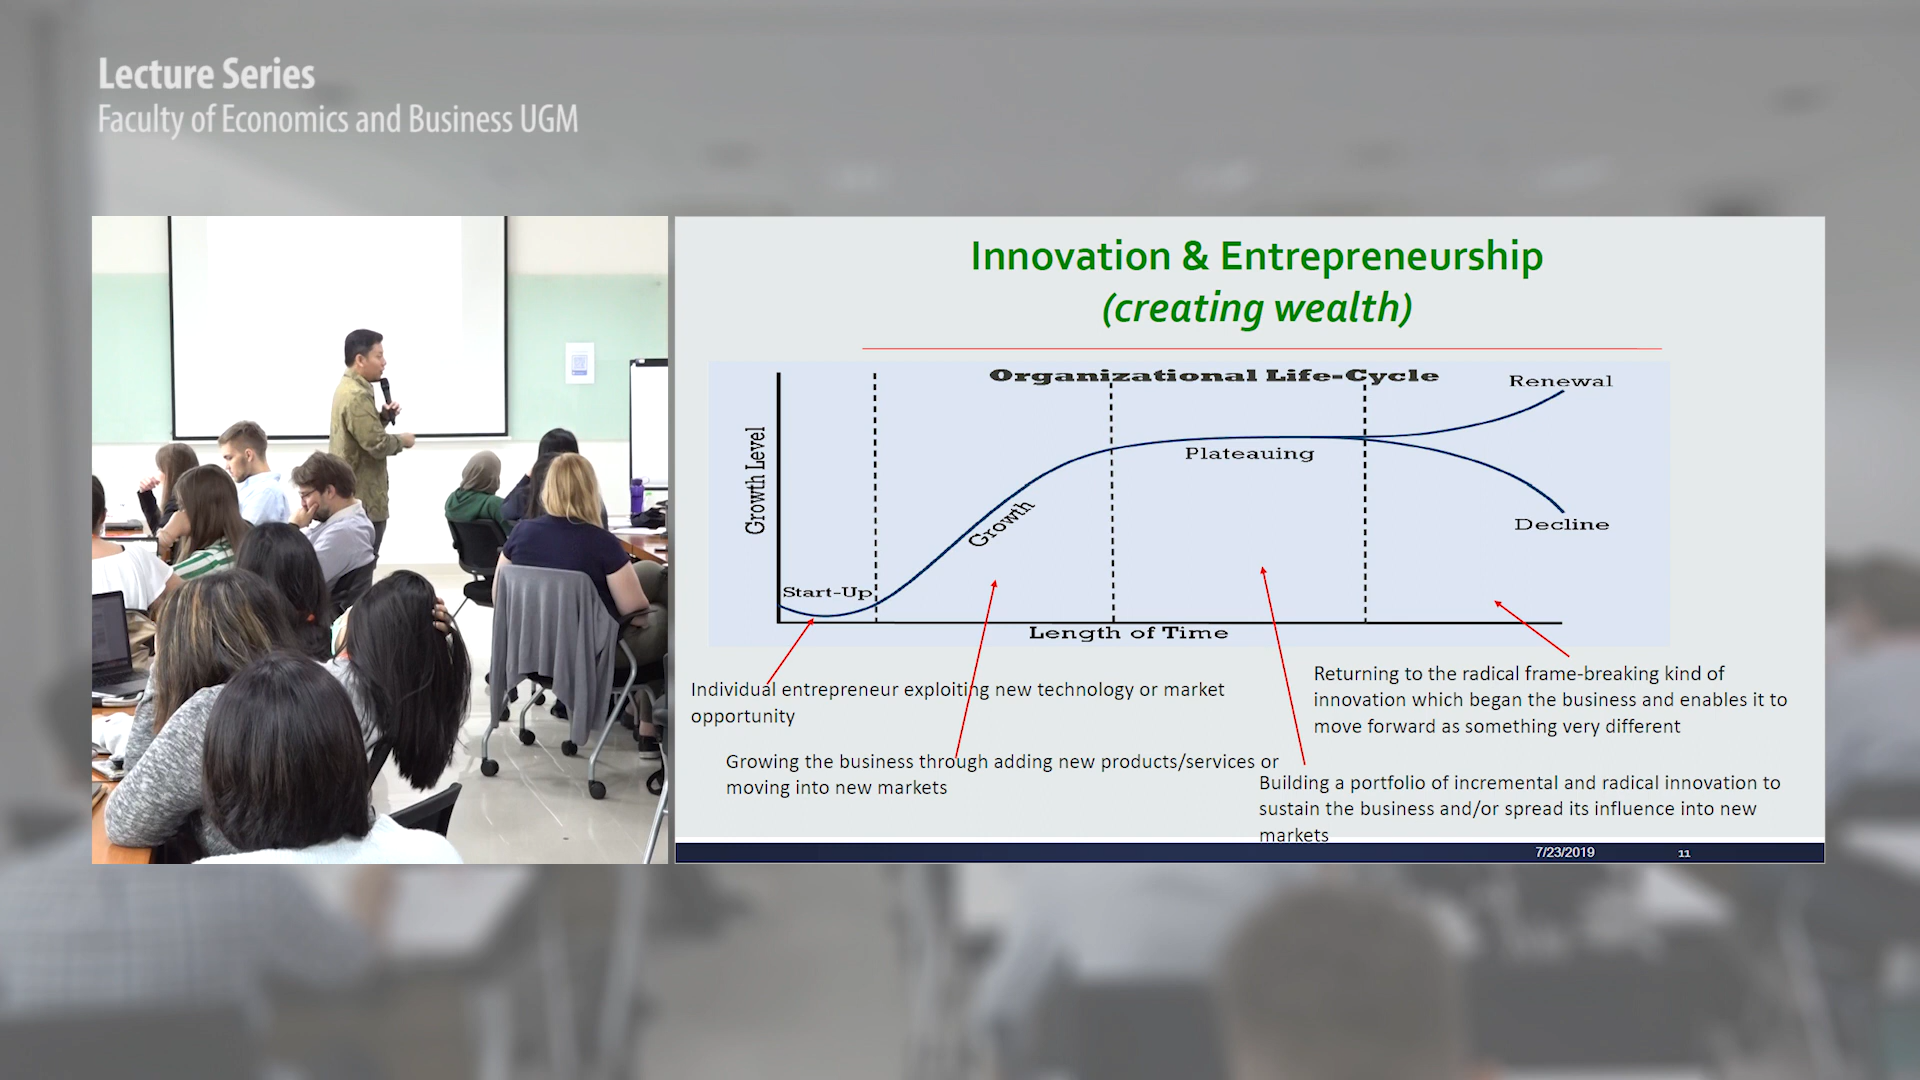 Lecture Series
Faculty of Economics and Business UGM
Innovation & Entrepreneurship
(creating wealth)
Organizational Life-Cycle
Renewal
Growth Level
Plateauing
Growth
Decline
Start-Up
Length of Time
Individual entrepreneur exploiting new technology or market
opportunity
Growing the business through adding new products/services or
moving into new markets
Returning to the radical frame-breaking kind of
innovation which began the business and enables it to
move forward as something very different
Building a portfolio of incremental and radical innovation to
sustain the business and/or spread its influence into new
markets
7/23/2019
11